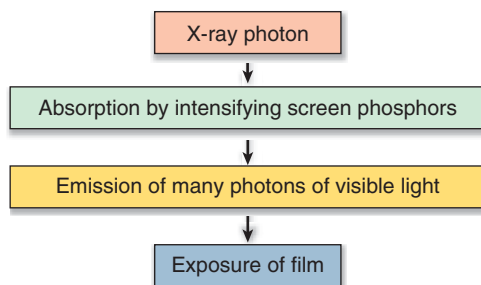 X-ray photon
Absorption by intensifying screen phosphors
Emission of many photons of visible light
Exposure of film